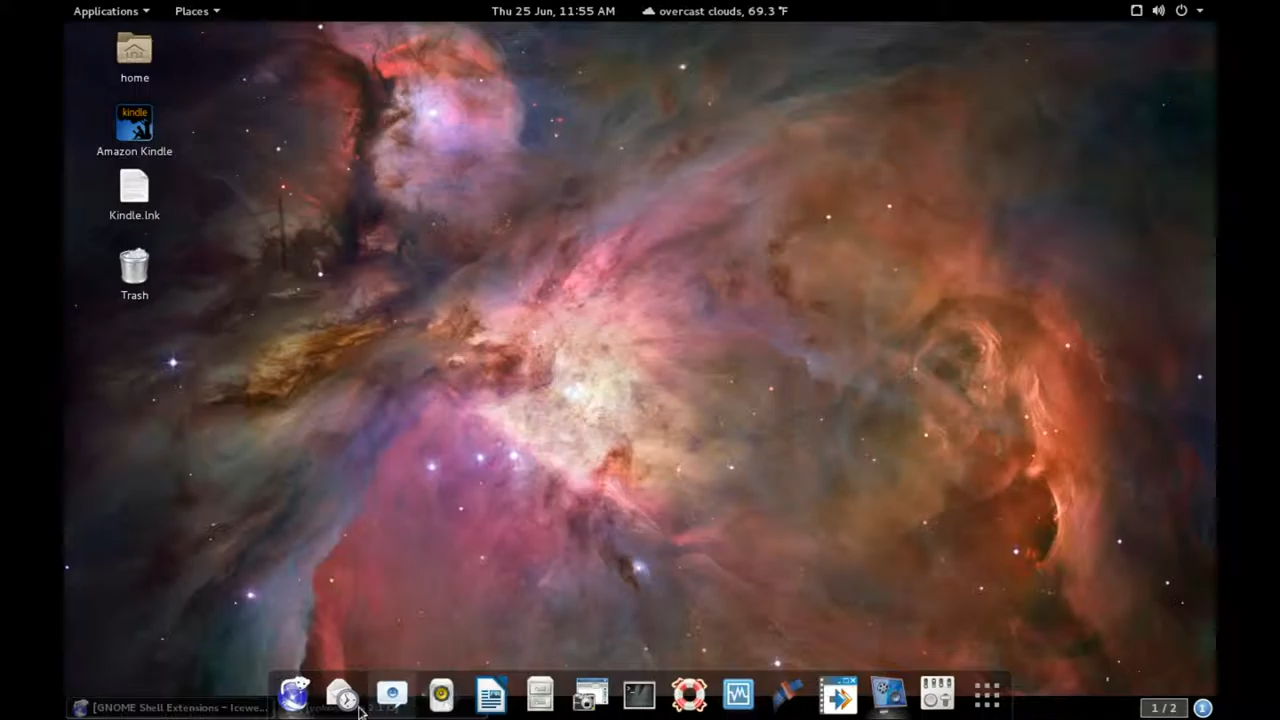 Applications
Places
Thu 25 Jun, 11:55 AM
overcast clouds, 69.3 °F
home
kindle
Amazon Kindle
Kindle.lnk
Trash
[GNOME Shell Extensions - Icewe...
1 / 2
1